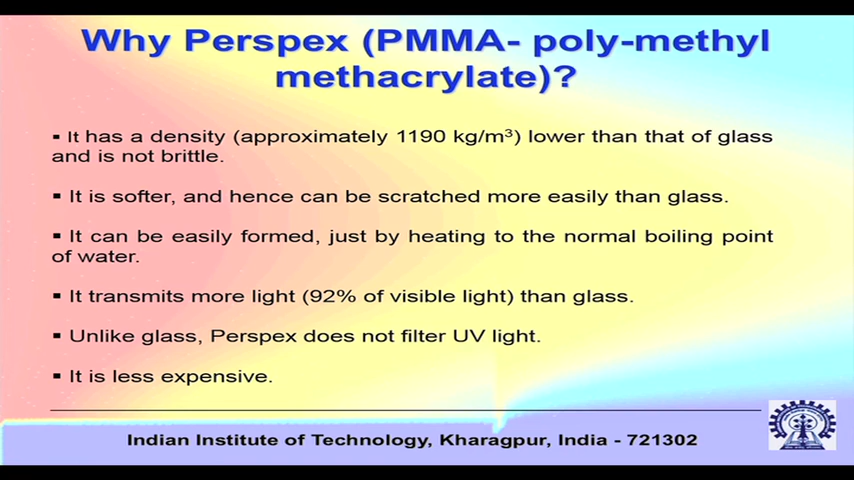 Why Perspex (PMMA- poly-methyl
methacrylate)?
▪ It has a density (approximately 1190 kg/m³) lower than that of glass
and is not brittle.
▪ It is softer, and hence can be scratched more easily than glass.
▪ It can be easily formed, just by heating to the normal boiling point
of water.
▪ It transmits more light (92% of visible light) than glass.
▪ Unlike glass, Perspex does not filter UV light.
▪ It is less expensive.
Indian Institute of Technology, Kharagpur, India - 721302